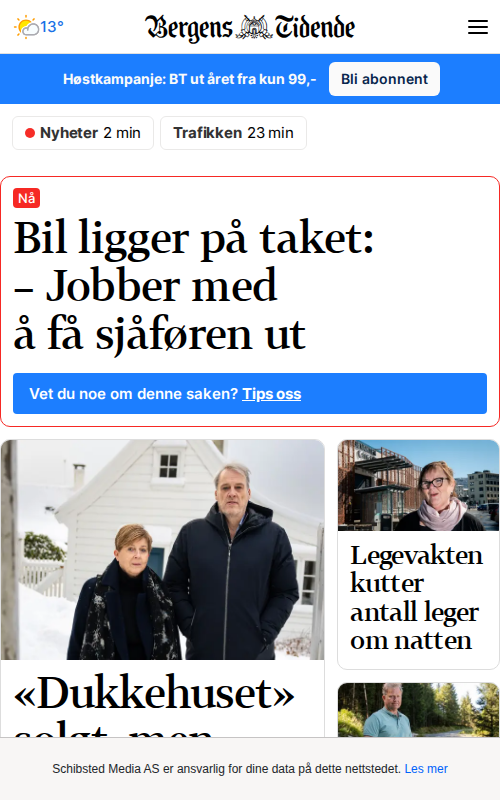 13°
Bergens Tidende
Høstkampanje: BT ut året fra kun 99,-
Bli abonnent
Nyheter 2 min
Trafikken 23 min
Nå
Bil ligger på taket:
– Jobber med
å få sjåføren ut
Vet du noe om denne saken? Tips oss
Legevakten
kutter
antall leger
om natten
«Dukkehuset»
solgt, men
Schibsted Media AS er ansvarlig for dine data på dette nettstedet. Les mer